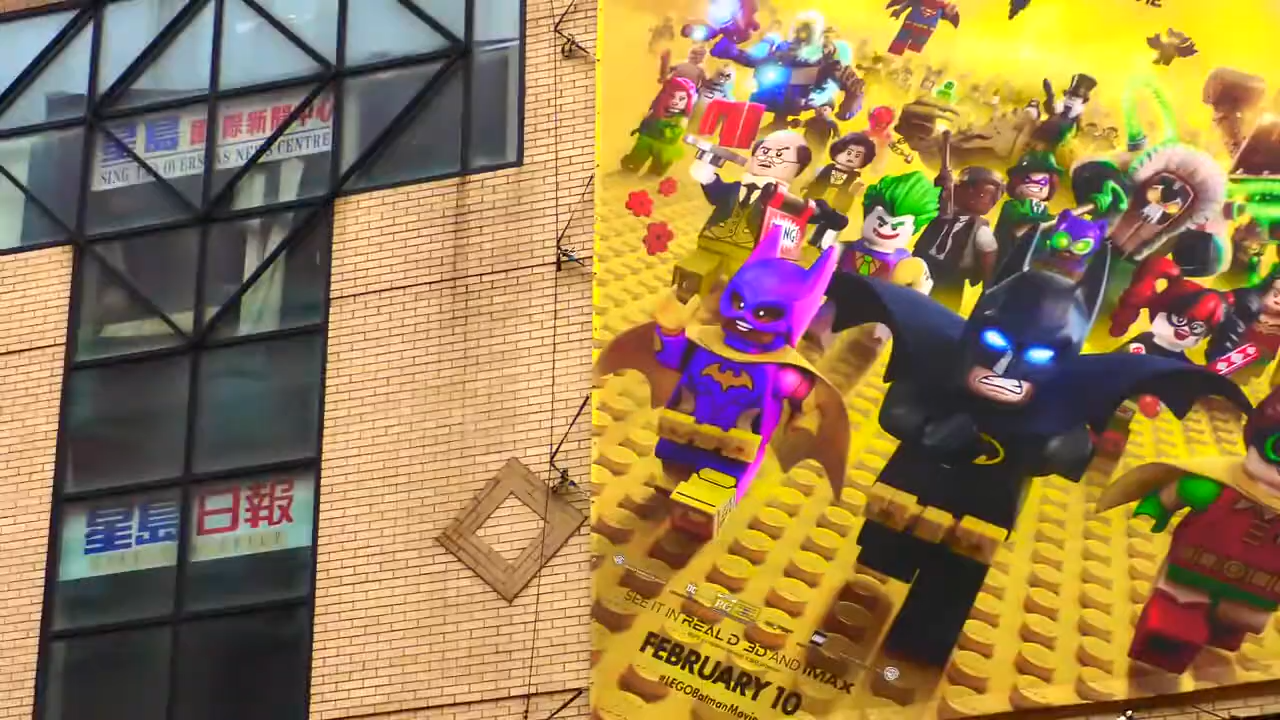 星島 國際新聞中心
SING TAO OVERSEAS NEWS CENTRE
星島日報
SEE IT IN REAL D 3D AND IMAX
FEBRUARY 10
#LEGOBatmanMovie